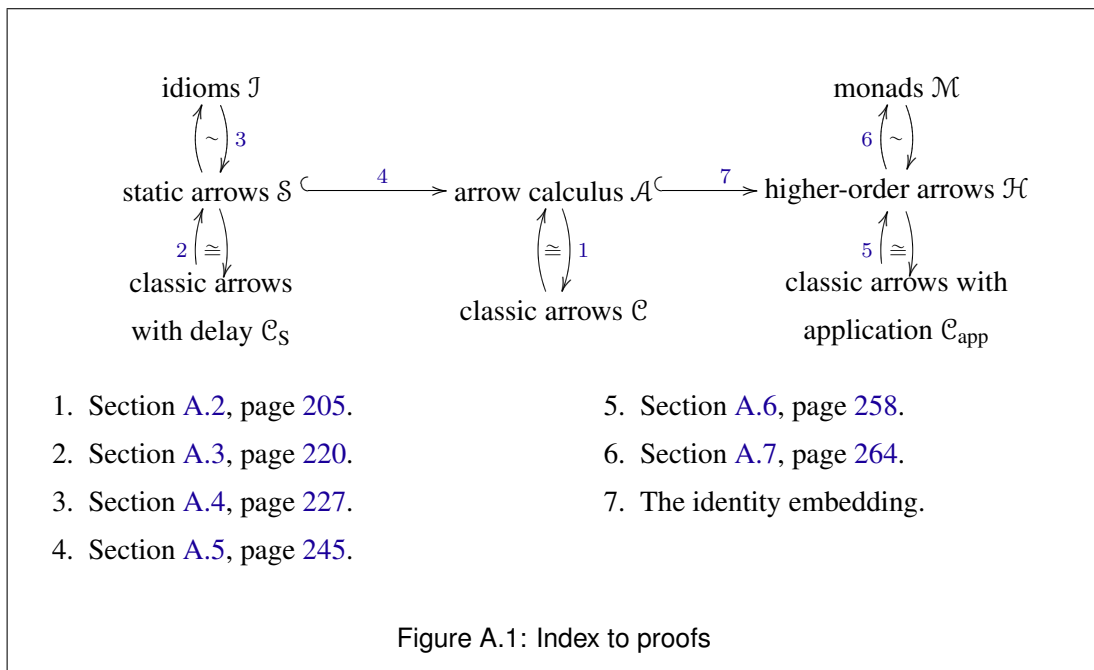 idioms ℐ monads ℳ
∼ 3 6 ∼
static arrows 𝒮 4 arrow calculus 𝒜 7 higher-order arrows ℋ
2 ≅ ≅ 1 5 ≅
classic arrows classic arrows 𝒞 classic arrows with
with delay 𝒞S application 𝒞app
1. Section A.2, page 205.
2. Section A.3, page 220.
3. Section A.4, page 227.
4. Section A.5, page 245.
5. Section A.6, page 258.
6. Section A.7, page 264.
7. The identity embedding.
Figure A.1: Index to proofs